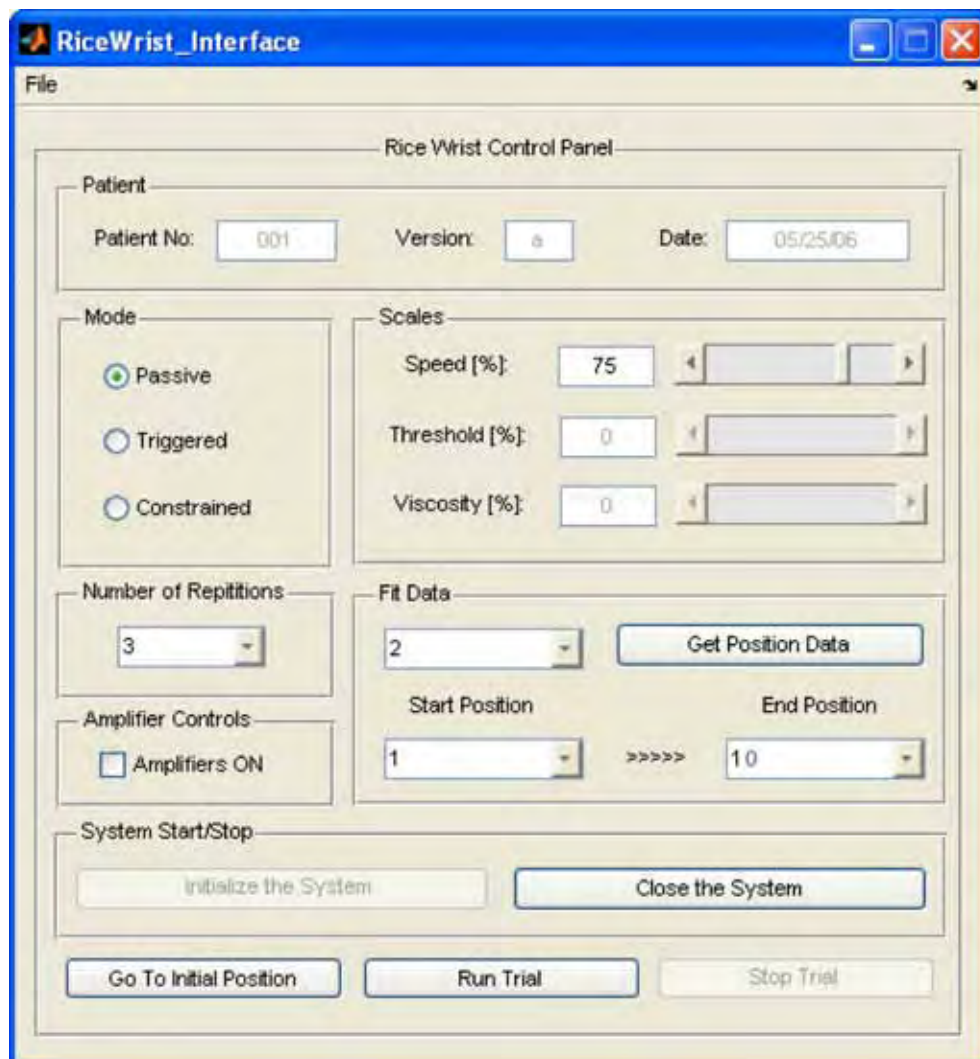 RiceWrist_Interface
File
Rice Wrist Control Panel
Patient
Patient No: 001 Version: a Date: 05/25/06
Mode
Passive
Triggered
Constrained
Scales
Speed [%]: 75
Threshold [%]: 0
Viscosity [%]: 0
Number of Repititions
3
Fit Data
2 Get Position Data
Start Position End Position
1 >>>>> 10
Amplifier Controls
Amplifiers ON
System Start/Stop
Initialize the System Close the System
Go To Initial Position Run Trial Stop Trial